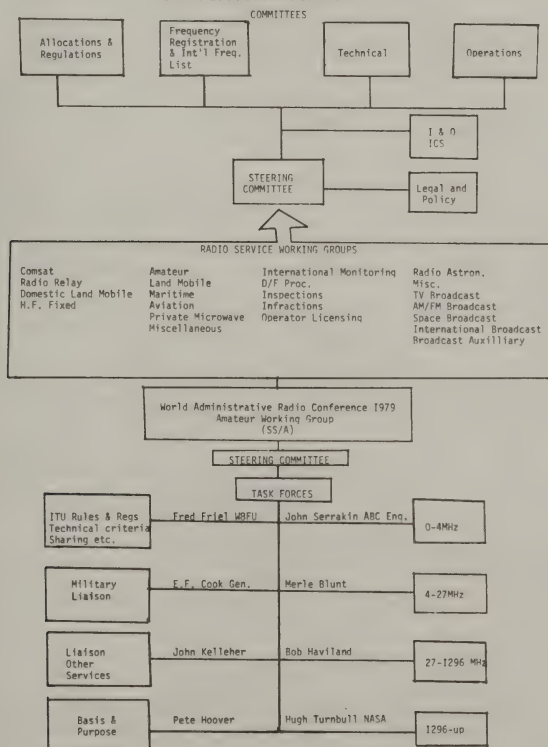 COMMITTEES
Allocations &
Regulations
Frequency
Registration
& Int'l Freq.
List
Technical
Operations
I & O
ICS
STEERING
COMMITTEE
Legal and
Policy
RADIO SERVICE WORKING GROUPS
Comsat
Radio Relay
Domestic Land Mobile
H.F. Fixed
Amateur
Land Mobile
Maritime
Aviation
Private Microwave
Miscellaneous
International Monitoring
D/F Proc.
Inspections
Infractions
Operator Licensing
Radio Astron.
Misc.
TV Broadcast
AM/FM Broadcast
Space Broadcast
International Broadcast
Broadcast Auxilliary
World Administrative Radio Conference 1979
Amateur Working Group
(SS/A)
STEERING COMMITTEE
TASK FORCES
ITU Rules & Regs
Technical criteria
Sharing etc.
Fred Friel W8FU
John Serrakin ABC Eng.
0-4MHz
Military
Liaison
E.F. Cook Gen.
Merle Blunt
4-27MHz
Liaison
Other
Services
John Kelleher
Bob Haviland
27-1296 MHz
Basis &
Purpose
Pete Hoover
Hugh Turnbull NASA
1296-up